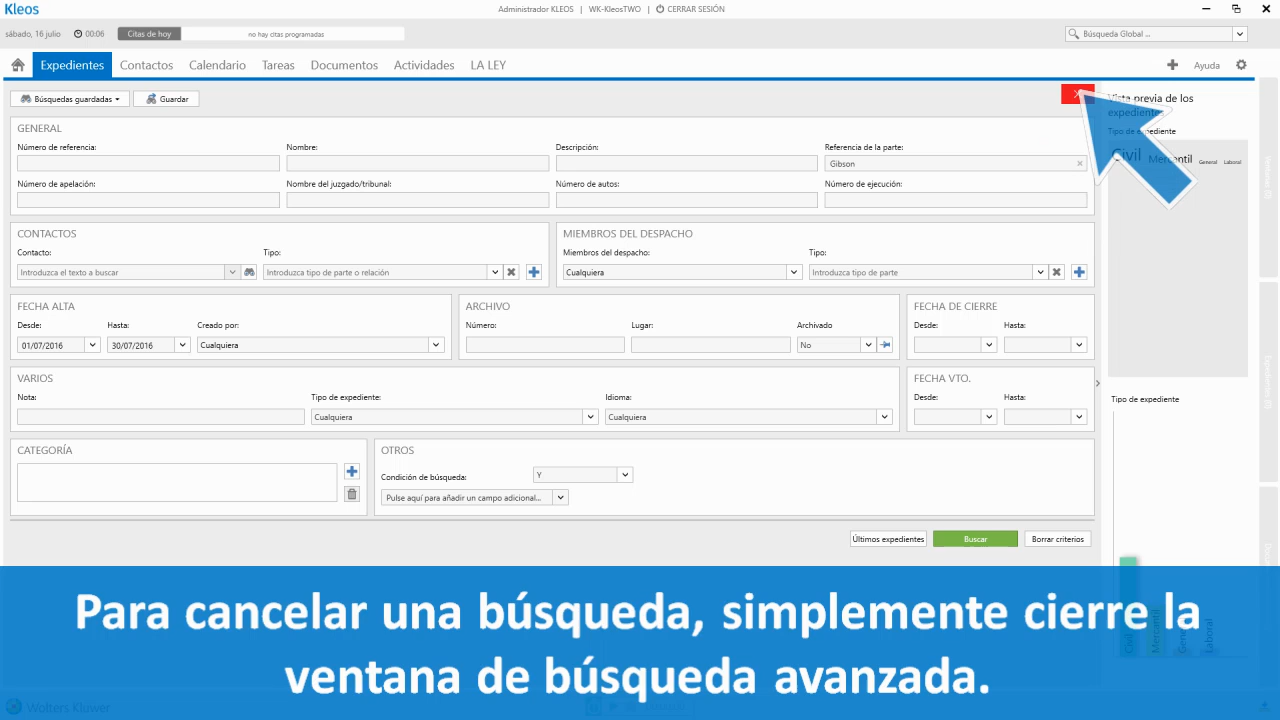 Kleos
Administrador KLEOS | WK-KleosTWO | CERRAR SESIÓN
sábado, 16 julio 00:06 Citas de hoy no hay citas programadas
Búsqueda Global ...
Expedientes Contactos Calendario Tareas Documentos Actividades LA LEY
Ayuda
Búsquedas guardadas Guardar
Vista previa de los
expedientes
Tipo de expediente
Civil Mercantil General Laboral
GENERAL
Número de referencia: Nombre: Descripción: Referencia de la parte:
Gibson
Número de apelación: Nombre del juzgado/tribunal: Número de autos: Número de ejecución:
CONTACTOS
Contacto: Tipo:
Introduzca el texto a buscar Introduzca tipo de parte o relación
MIEMBROS DEL DESPACHO
Miembros del despacho: Tipo:
Cualquiera Introduzca tipo de parte
FECHA ALTA
Desde: Hasta: Creado por:
01/07/2016 30/07/2016 Cualquiera
ARCHIVO
Número: Lugar: Archivado
No
FECHA DE CIERRE
Desde: Hasta:
VARIOS
Nota: Tipo de expediente: Idioma:
Cualquiera Cualquiera
FECHA VTO.
Desde: Hasta:
Tipo de expediente
CATEGORÍA
OTROS
Condición de búsqueda: Y
Pulse aquí para añadir un campo adicional...
Últimos expedientes Buscar Borrar criterios
Para cancelar una búsqueda, simplemente cierre la
ventana de búsqueda avanzada.
Civil Mercantil Laboral
Wolters Kluwer